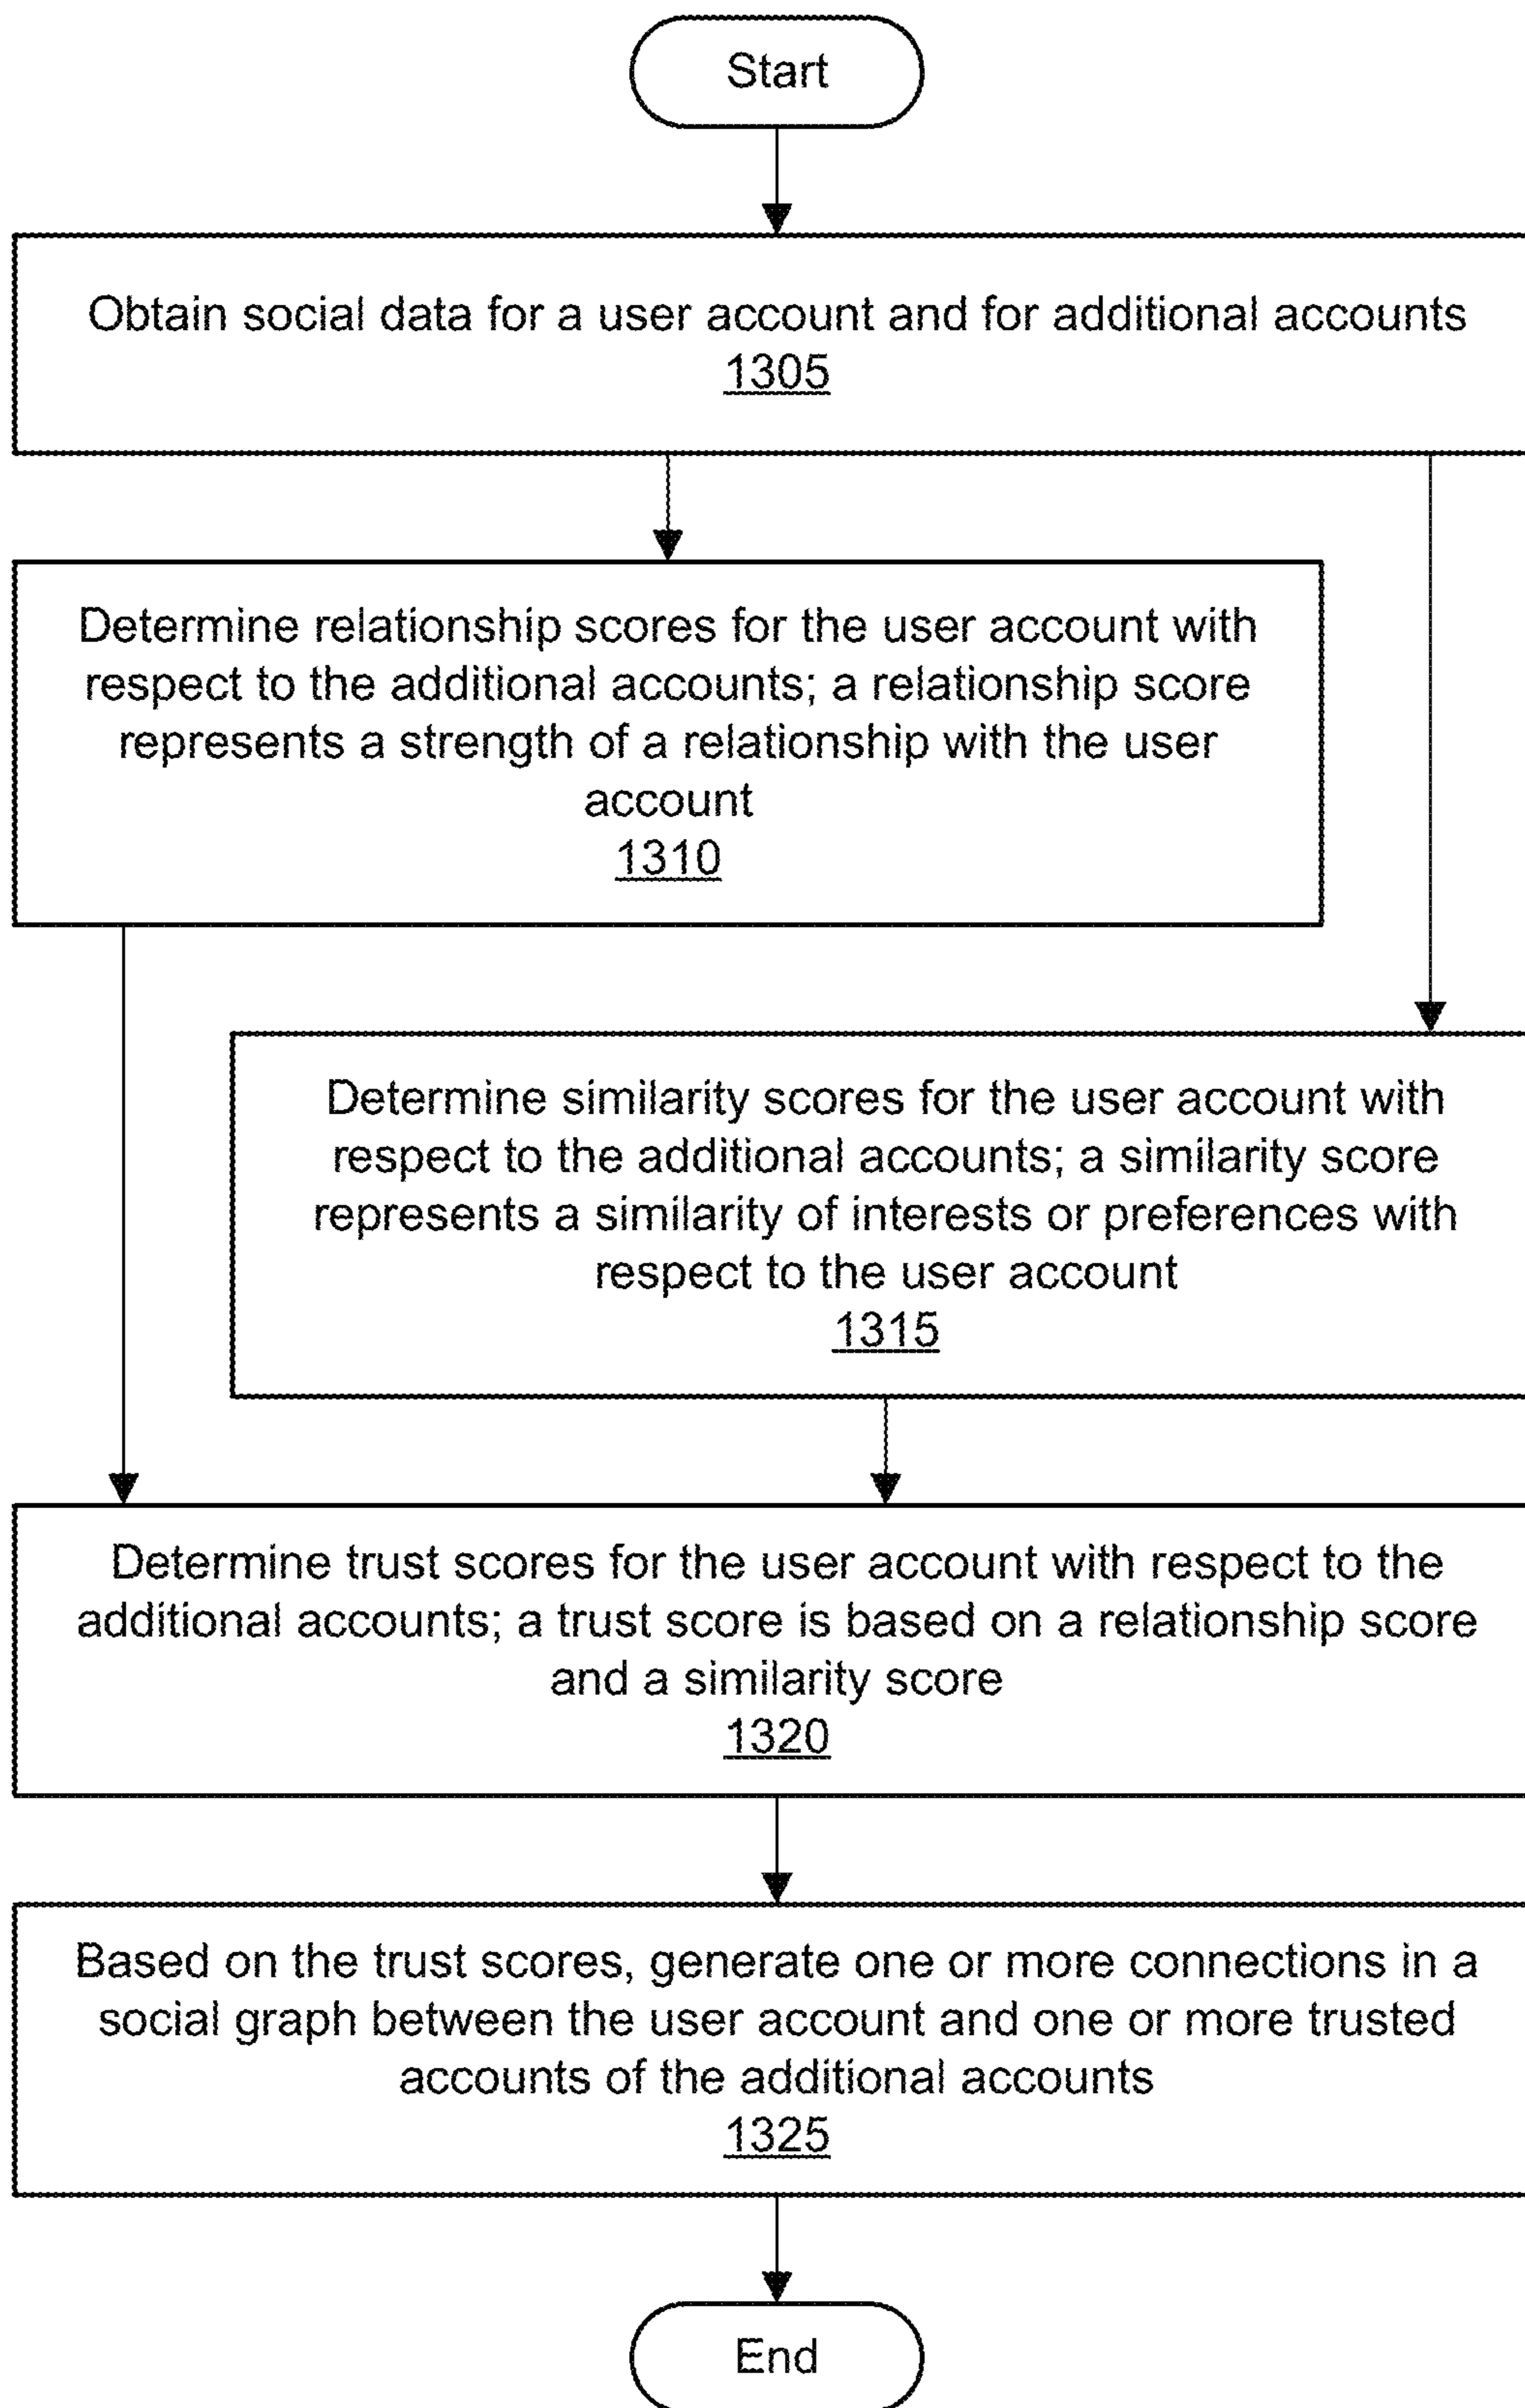 Start
Obtain social data for a user account and for additional accounts
1305
Determine relationship scores for the user account with
respect to the additional accounts; a relationship score
represents a strength of a relationship with the user
account
1310
Determine similarity scores for the user account with
respect to the additional accounts; a similarity score
represents a similarity of interests or preferences with
respect to the user account
1315
Determine trust scores for the user account with respect to the
additional accounts; a trust score is based on a relationship score
and a similarity score
1320
Based on the trust scores, generate one or more connections in a
social graph between the user account and one or more trusted
accounts of the additional accounts
1325
End